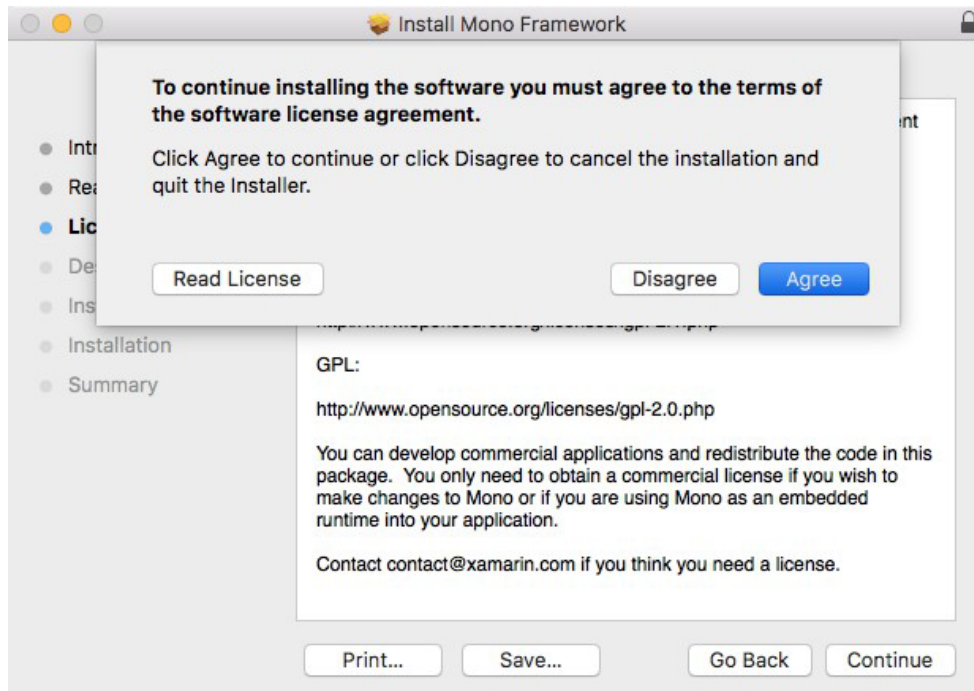 Install Mono Framework
To continue installing the software you must agree to the terms of
the software license agreement.
Click Agree to continue or click Disagree to cancel the installation and
quit the Installer.
Read License
Disagree
Agree
Installation
Summary
GPL:
http://www.opensource.org/licenses/gpl-2.0.php
You can develop commercial applications and redistribute the code in this
package.  You only need to obtain a commercial license if you wish to
make changes to Mono or if you are using Mono as an embedded
runtime into your application.
Contact contact@xamarin.com if you think you need a license.
Print...
Save...
Go Back
Continue